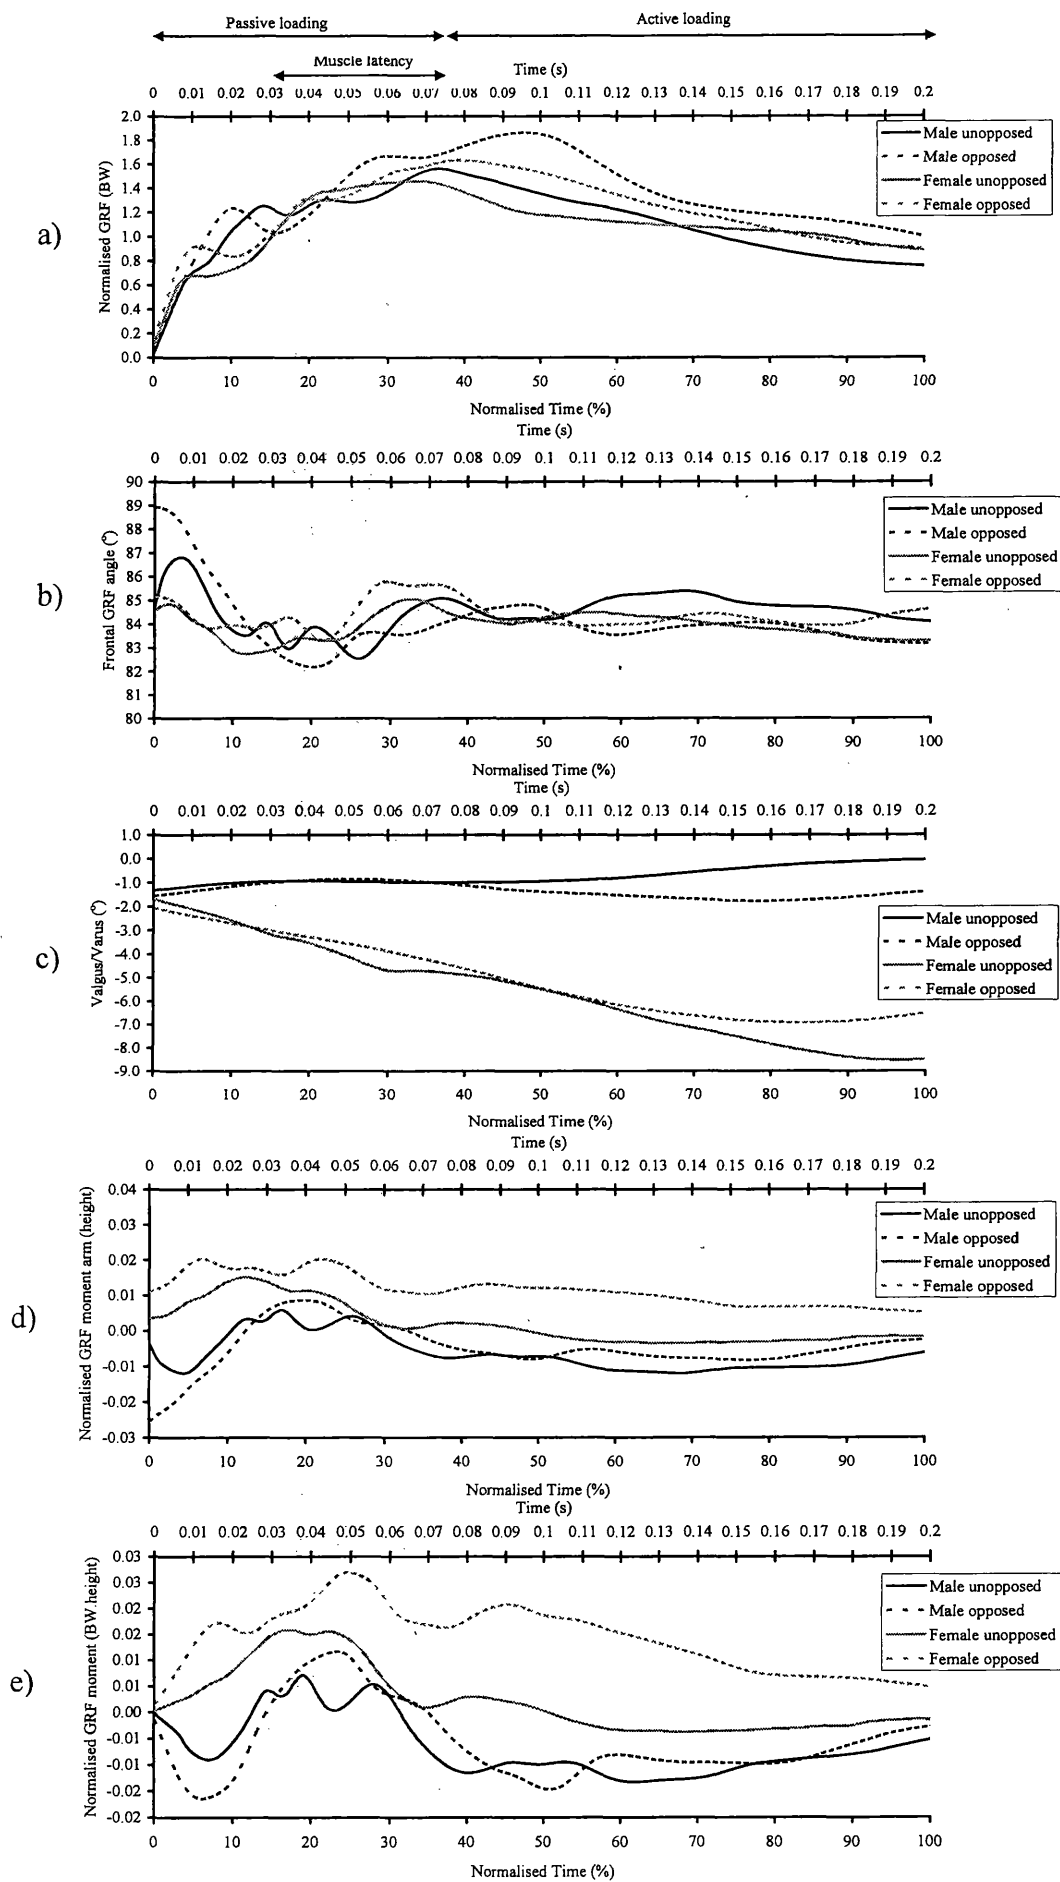 Passive loading Active loading
Muscle latency
Time (s)
0 0.01 0.02 0.03 0.04 0.05 0.06 0.07 0.08 0.09 0.1 0.11 0.12 0.13 0.14 0.15 0.16 0.17 0.18 0.19 0.2
a)
Normalised GRF (BW)
2.0
1.8
1.6
1.4
1.2
1.0
0.8
0.6
0.4
0.2
0.0
Male unopposed
Male opposed
Female unopposed
Female opposed
0 10 20 30 40 50 60 70 80 90 100
Normalised Time (%)
Time (s)
0 0.01 0.02 0.03 0.04 0.05 0.06 0.07 0.08 0.09 0.1 0.11 0.12 0.13 0.14 0.15 0.16 0.17 0.18 0.19 0.2
b)
Frontal GRF angle (°)
90
89
88
87
86
85
84
83
82
81
80
Male unopposed
Male opposed
Female unopposed
Female opposed
0 10 20 30 40 50 60 70 80 90 100
Normalised Time (%)
Time (s)
0 0.01 0.02 0.03 0.04 0.05 0.06 0.07 0.08 0.09 0.1 0.11 0.12 0.13 0.14 0.15 0.16 0.17 0.18 0.19 0.2
c)
Valgus/Varus (°)
1.0
0.0
-1.0
-2.0
-3.0
-4.0
-5.0
-6.0
-7.0
-8.0
-9.0
Male unopposed
Male opposed
Female unopposed
Female opposed
0 10 20 30 40 50 60 70 80 90 100
Normalised Time (%)
Time (s)
0 0.01 0.02 0.03 0.04 0.05 0.06 0.07 0.08 0.09 0.1 0.11 0.12 0.13 0.14 0.15 0.16 0.17 0.18 0.19 0.2
d)
Normalised GRF moment arm (height)
0.04
0.03
0.02
0.01
0.00
-0.01
-0.02
-0.03
Male unopposed
Male opposed
Female unopposed
Female opposed
0 10 20 30 40 50 60 70 80 90 100
Normalised Time (%)
Time (s)
0 0.01 0.02 0.03 0.04 0.05 0.06 0.07 0.08 0.09 0.1 0.11 0.12 0.13 0.14 0.15 0.16 0.17 0.18 0.19 0.2
e)
Normalised GRF moment (BW.height)
0.03
0.03
0.02
0.02
0.01
0.01
0.00
-0.01
-0.01
-0.02
-0.02
Male unopposed
Male opposed
Female unopposed
Female opposed
0 10 20 30 40 50 60 70 80 90 100
Normalised Time (%)